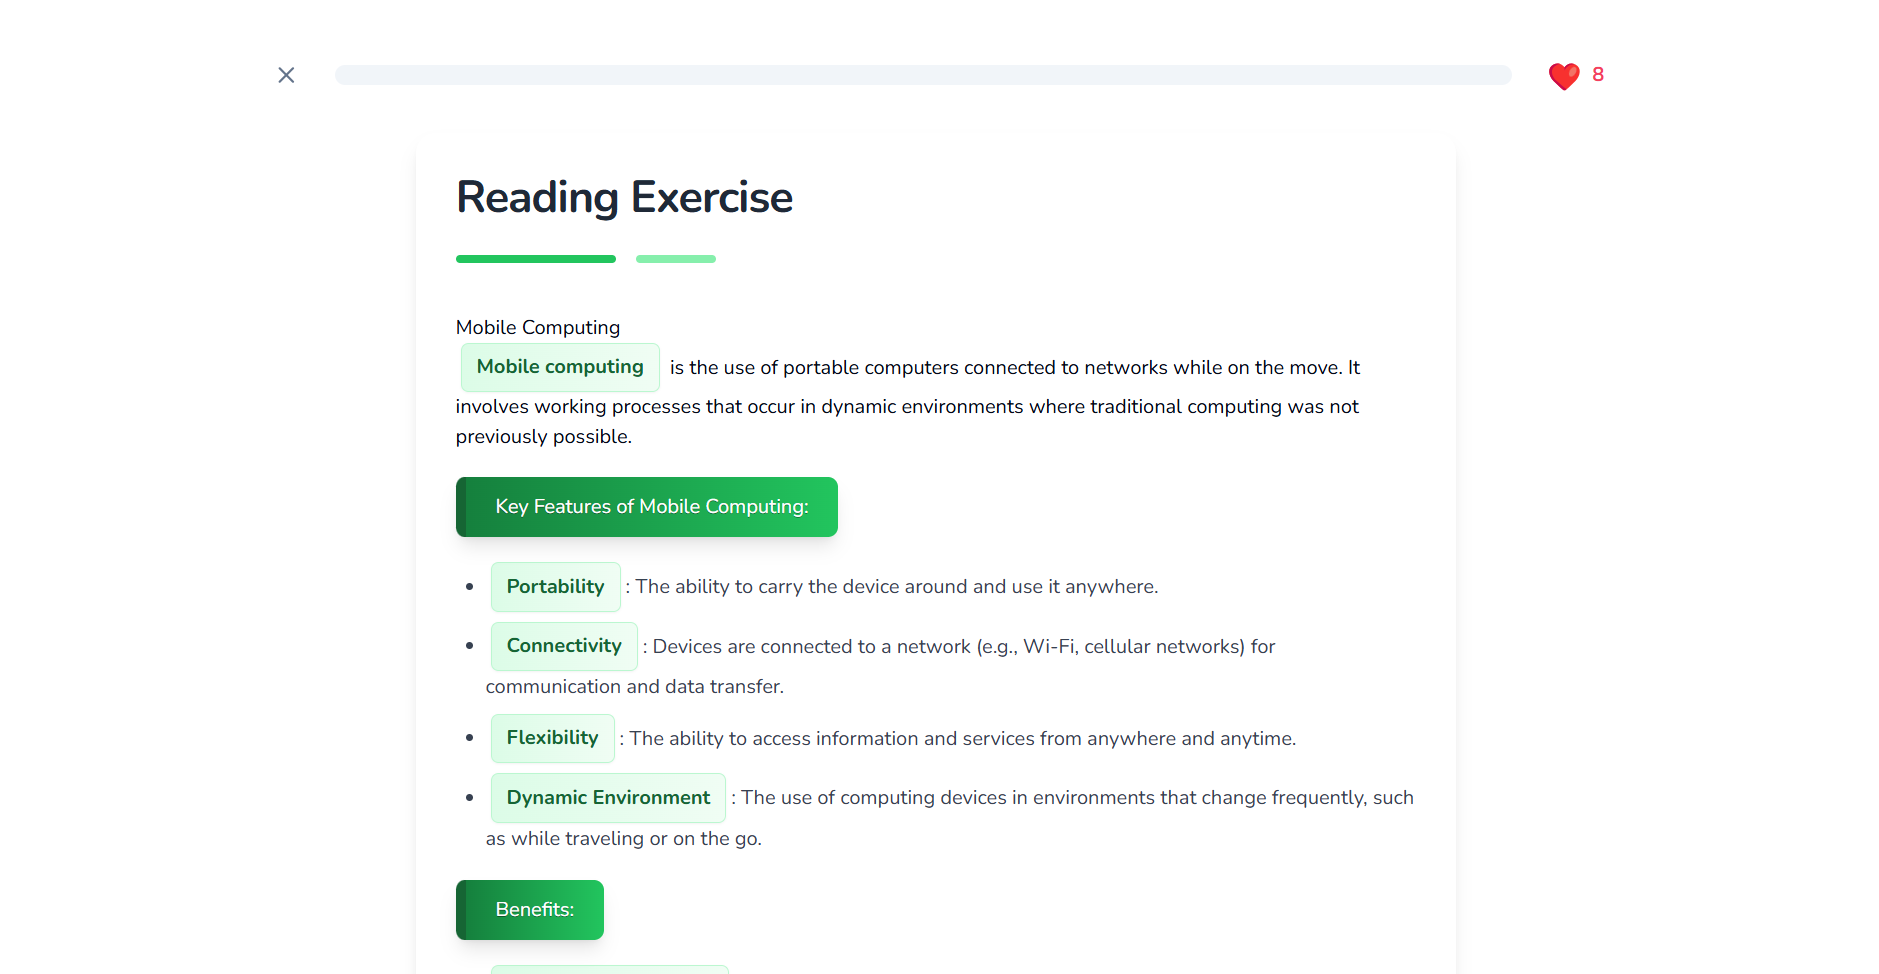 8
Reading Exercise
Mobile Computing
Mobile computing is the use of portable computers connected to networks while on the move. It
involves working processes that occur in dynamic environments where traditional computing was not
previously possible.
Key Features of Mobile Computing:
Portability : The ability to carry the device around and use it anywhere.
Connectivity : Devices are connected to a network (e.g., Wi-Fi, cellular networks) for
communication and data transfer.
Flexibility : The ability to access information and services from anywhere and anytime.
Dynamic Environment : The use of computing devices in environments that change frequently, such
as while traveling or on the go.
Benefits: